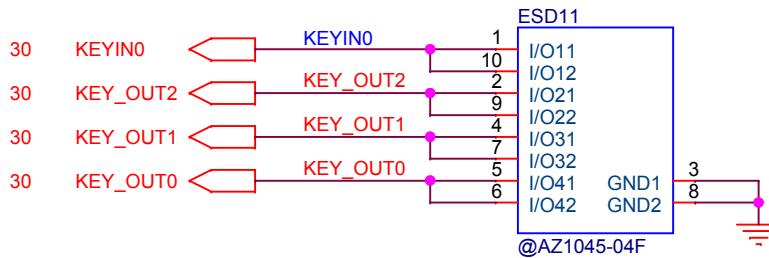 ESD11
30 KEYIN0 KEYIN0 1 I/O11
10 I/O12
30 KEY_OUT2 KEY_OUT2 2 I/O21
9 I/O22
30 KEY_OUT1 KEY_OUT1 4 I/O31
7 I/O32
30 KEY_OUT0 KEY_OUT0 5 I/O41 GND1 3
6 I/O42 GND2 8
@AZ1045-04F